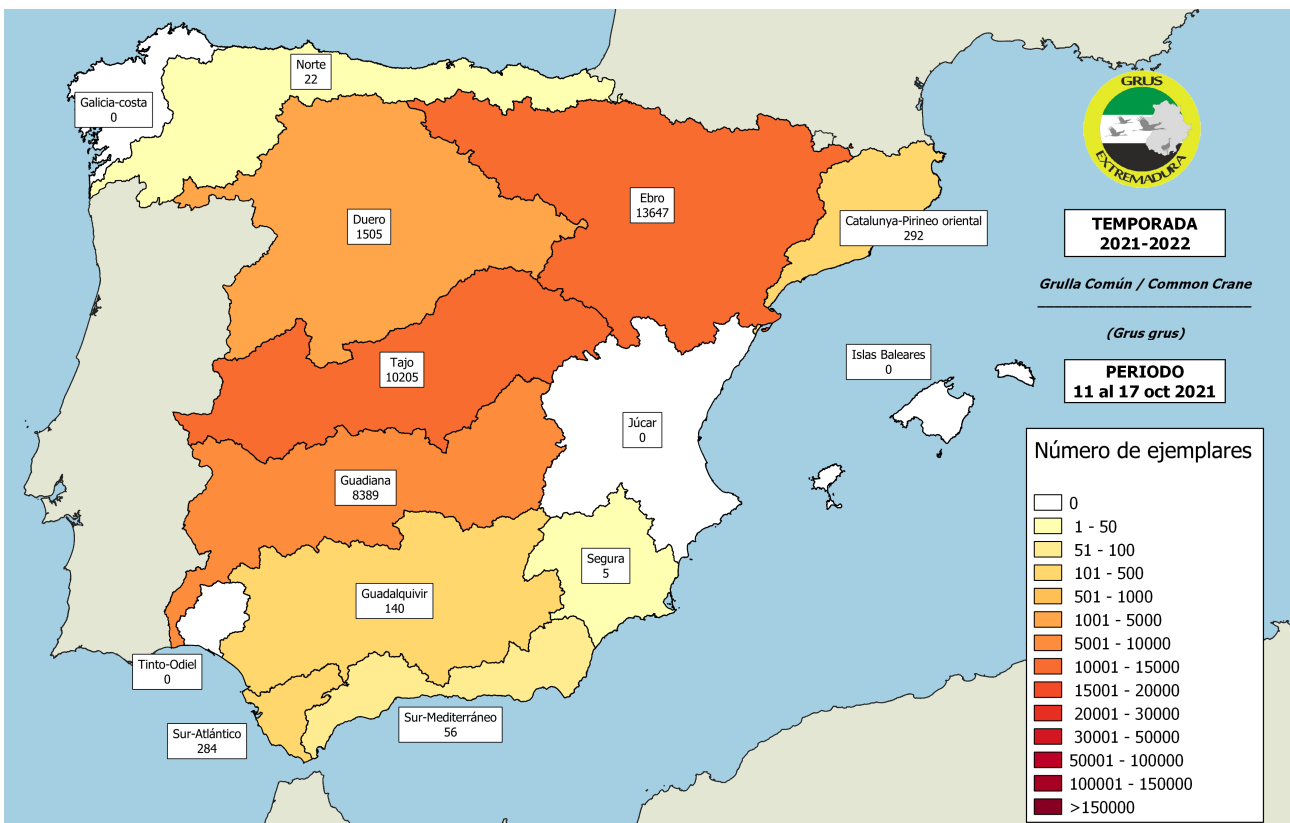 Norte
22
Galicia-costa
0
Ebro
13647
Duero
1505
Catalunya-Pirineo oriental
292
Tajo
10205
Islas Baleares
0
Júcar
0
Guadiana
8389
Segura
5
Guadalquivir
140
Tinto-Odiel
0
Sur-Atlántico
284
Sur-Mediterráneo
56
GRUS
EXTREMADURA
TEMPORADA
2021-2022
Grulla Común / Common Crane
(Grus grus)
PERIODO
11 al 17 oct 2021
Número de ejemplares
0
1 - 50
51 - 100
101 - 500
501 - 1000
1001 - 5000
5001 - 10000
10001 - 15000
15001 - 20000
20001 - 30000
30001 - 50000
50001 - 100000
100001 - 150000
>150000